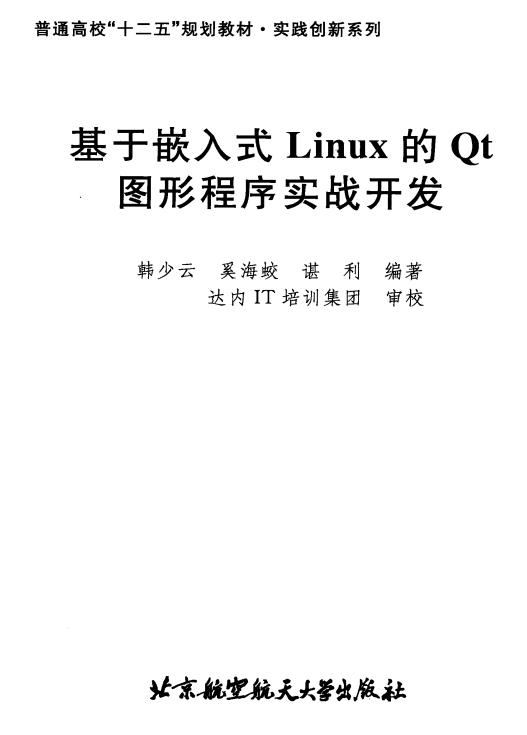 普通高校“十二五”规划教材·实践创新系列
基于嵌入式 Linux 的 Qt
图形程序实战开发
韩少云 奚海蛟 谌 利 编著
达内 IT 培训集团 审校
北京航空航天大学出版社